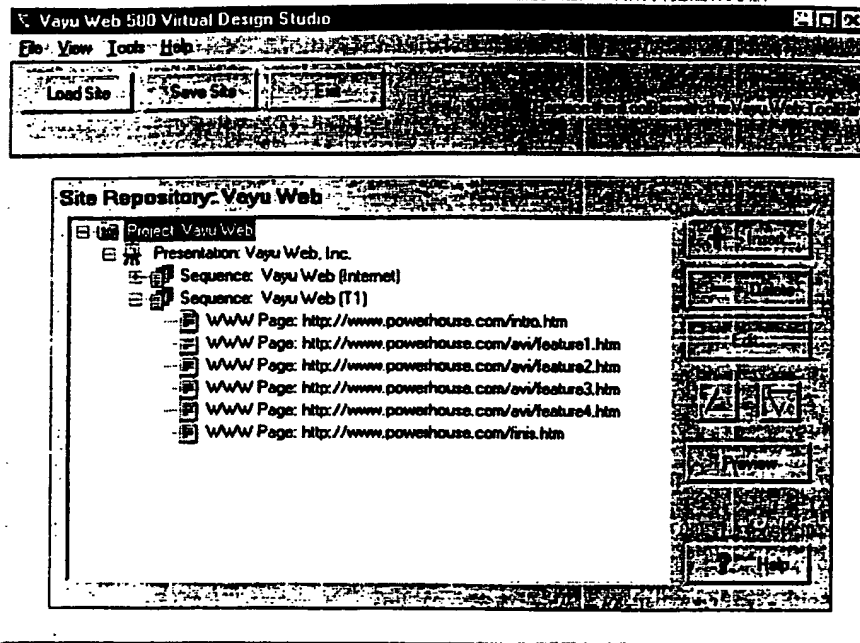 Vayu Web 500 Virtual Design Studio
File View Tools Help
Load Site Save Site Exit
Site Repository: Vayu Web
Project: Vayu Web
Presentation: Vayu Web, Inc.
Sequence: Vayu Web (Internet)
Sequence: Vayu Web (T1)
WWW Page: http://www.powerhouse.com/intro.htm
WWW Page: http://www.powerhouse.com/avi/feature1.htm
WWW Page: http://www.powerhouse.com/avi/feature2.htm
WWW Page: http://www.powerhouse.com/avi/feature3.htm
WWW Page: http://www.powerhouse.com/avi/feature4.htm
WWW Page: http://www.powerhouse.com/finis.htm
Insert
Delete
Edit
Preview
Help